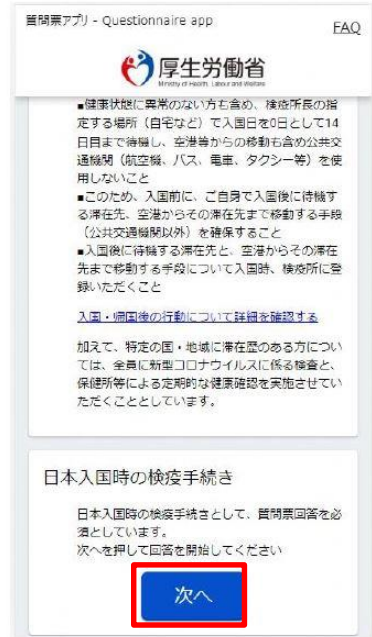 質問票アプリ - Questionnaire app
FAQ
厚生労働省
Ministry of Health, Labour and Welfare
■健康状態に異常のない方も含め、検疫所長の指
定する場所（自宅など）で入国日を0日として14
日目まで待機し、空港等からの移動も含め公共交
通機関（航空機、バス、電車、タクシー等）を使
用しないこと
■このため、入国前に、ご自身で入国後に待機す
る滞在先、空港からその滞在先まで移動する手段
（公共交通機関以外）を確保すること
■入国後に待機する滞在先と、空港からその滞在
先まで移動する手段について入国時、検疫所に登
録いただくこと
入国・帰国後の行動について詳細を確認する
加えて、特定の国・地域に滞在歴のある方につい
ては、全員に新型コロナウイルスに係る検査と、
保健所等による定期的な健康確認を実施させてい
ただくこととしています。
日本入国時の検疫手続き
日本入国時の検疫手続きとして、質問票回答を必
須としています。
次へを押して回答を開始してください
次へ